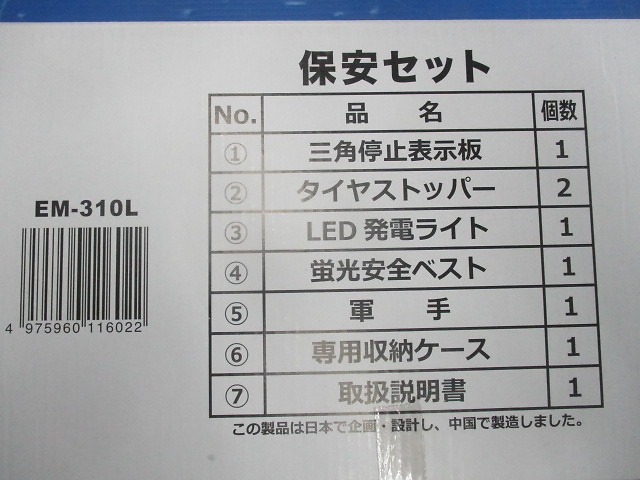 保安セット
No. 品 名 個数
① 三角停止表示板 1
② タイヤストッパー 2
③ LED発電ライト 1
④ 蛍光安全ベスト 1
⑤ 軍 手 1
⑥ 専用収納ケース 1
⑦ 取扱説明書 1
この製品は日本で企画・設計し、中国で製造しました。
EM-310L
4 975960 116022